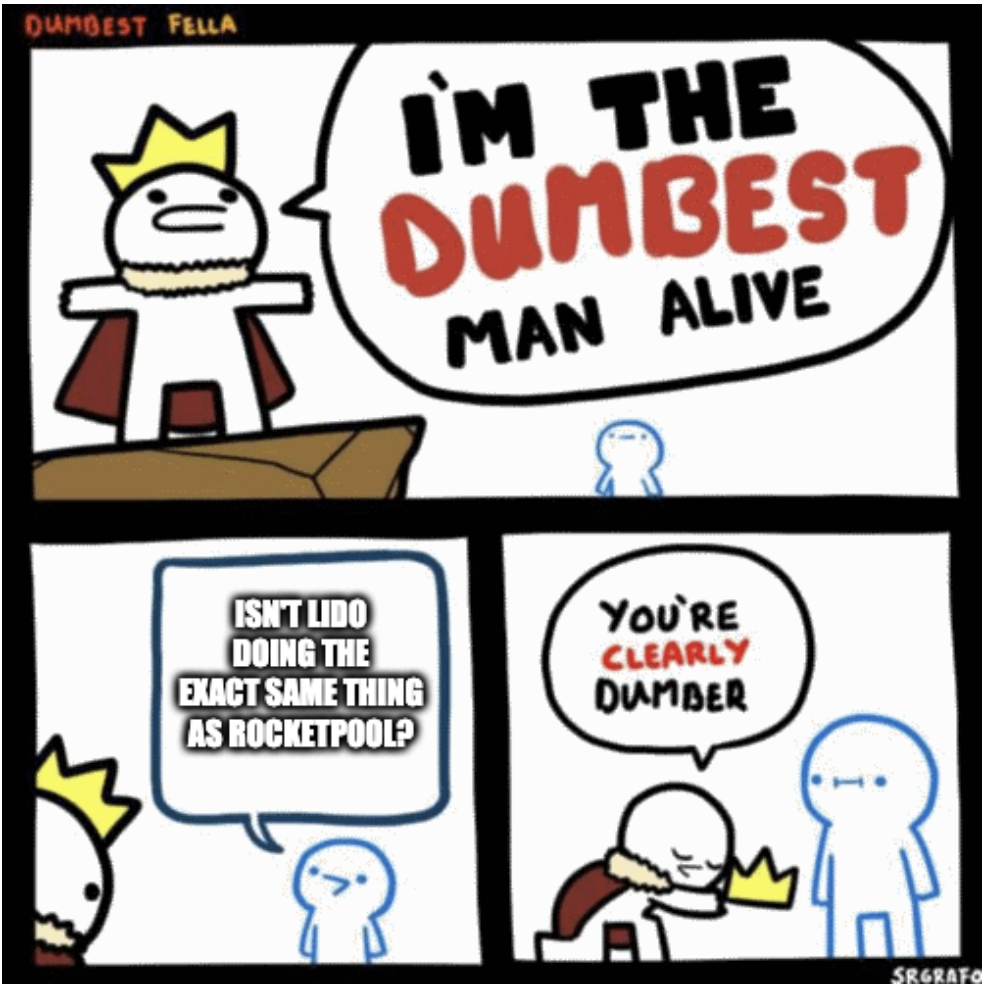 DUMBEST FELLA
I'M THE
DUMBEST
MAN ALIVE
ISN'T LIDO
DOING THE
EXACT SAME THING
AS ROCKETPOOL?
YOU'RE
CLEARLY
DUMBER
SRGRAFO